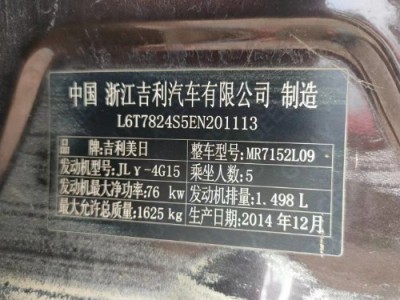 中国 浙江吉利汽车有限公司 制造
L6T7824S5EN201113
品 牌:吉利美日 整车型号:MR7152L09
发动机型号:JLγ-4G15 乘坐人数:5
发动机最大净功率:76 kw 发动机排量:1.498 L
最大允许总质量:1625 kg 生产日期:2014 年12月